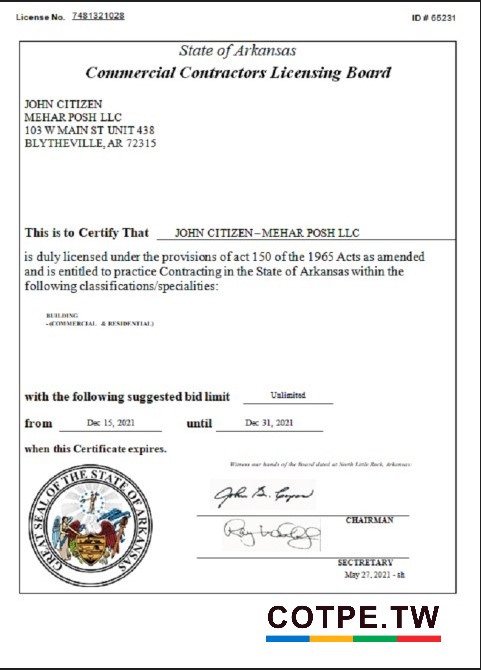 License No. 7481321028
ID # 65231
State of Arkansas
Commercial Contractors Licensing Board
JOHN CITIZEN
MEHAR POSH LLC
103 W MAIN ST UNIT 438
BLYTHEVILLE, AR 72315
This is to Certify That JOHN CITIZEN – MEHAR POSH LLC
is duly licensed under the provisions of act 150 of the 1965 Acts as amended
and is entitled to practice Contracting in the State of Arkansas within the
following classifications/specialities:
BUILDING
-(COMMERCIAL & RESIDENTIAL)
with the following suggested bid limit Unlimited
from Dec 15, 2021 until Dec 31, 2021
when this Certificate expires.
Witness our hands of the Board dated at North Little Rock, Arkansas:
GREAT SEAL OF THE STATE OF ARKANSAS
CHAIRMAN
SECTRETARY
May 27, 2021 - sh
COTPE.TW